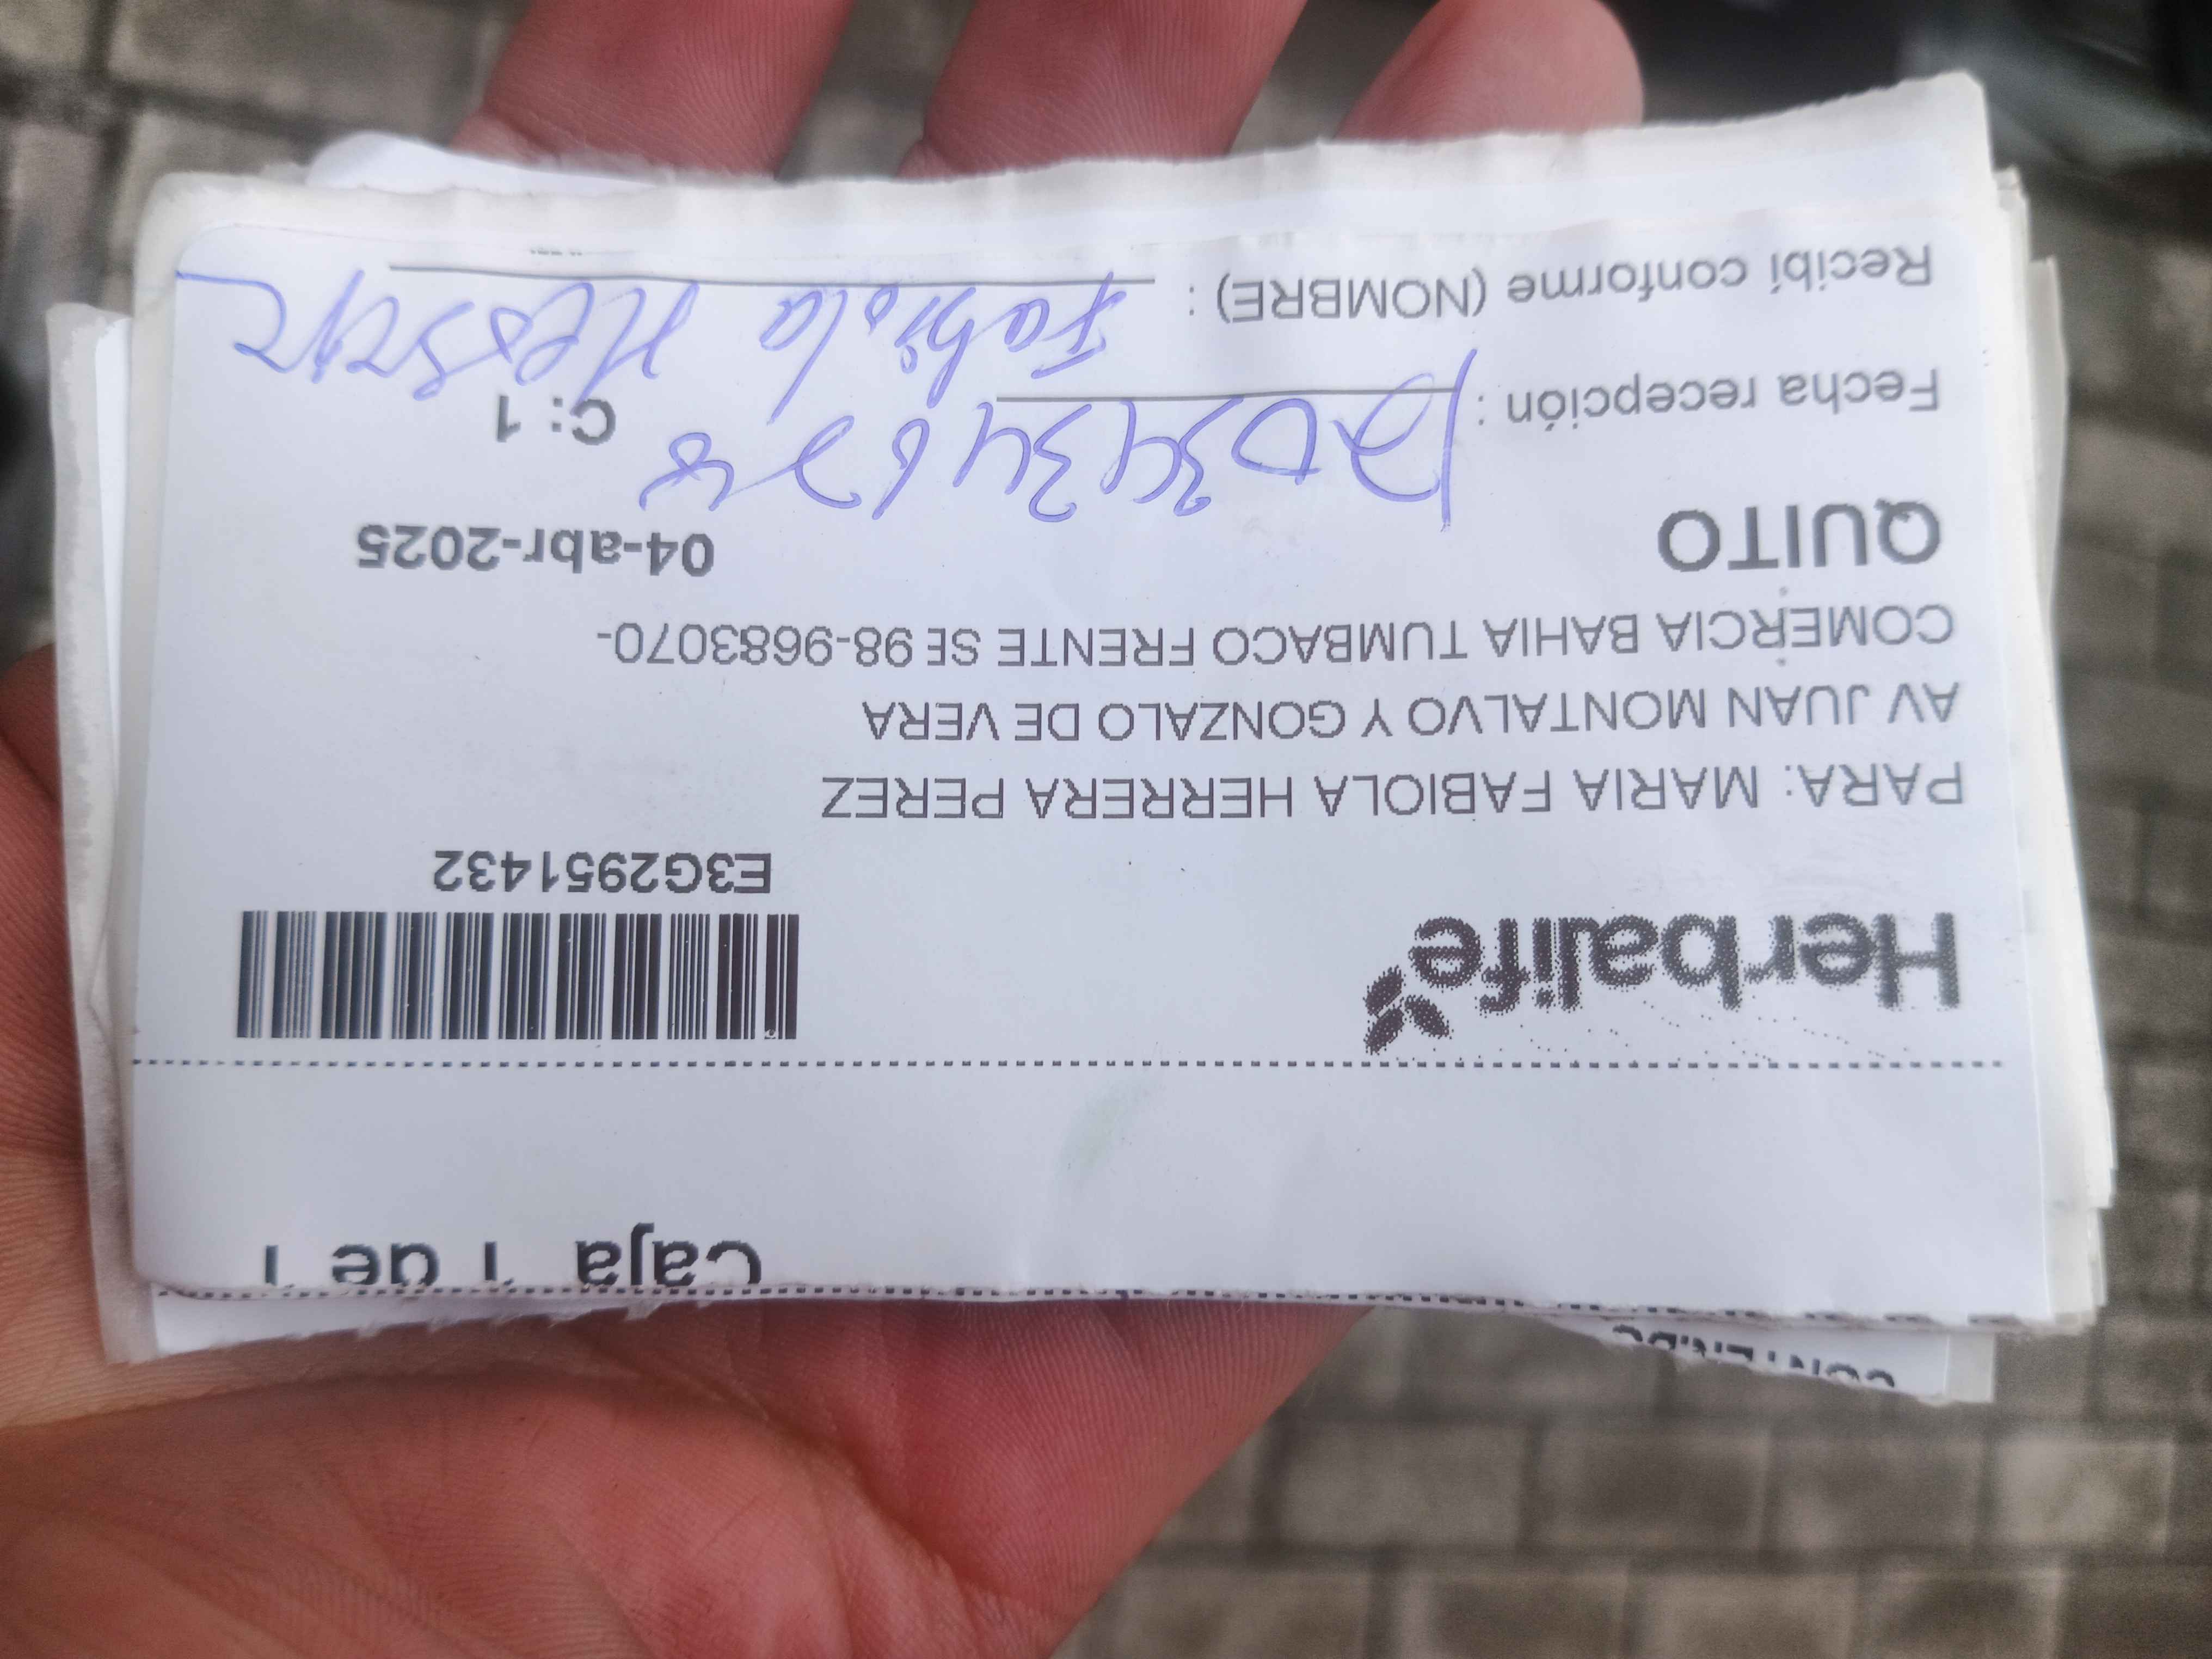 Caja 1 de 1
Herbalife
E3G2951432
PARA: MARIA FABIOLA HERRERA PEREZ
AV JUAN MONTALVO Y GONZALO DE VERA
COMERCIA BAHIA TUMBACO FRENTE SE 98-9683070-
QUITO 04-abr-2025
C: 1
Fecha recepción :
Recibí conforme (NOMBRE) : Fabiola